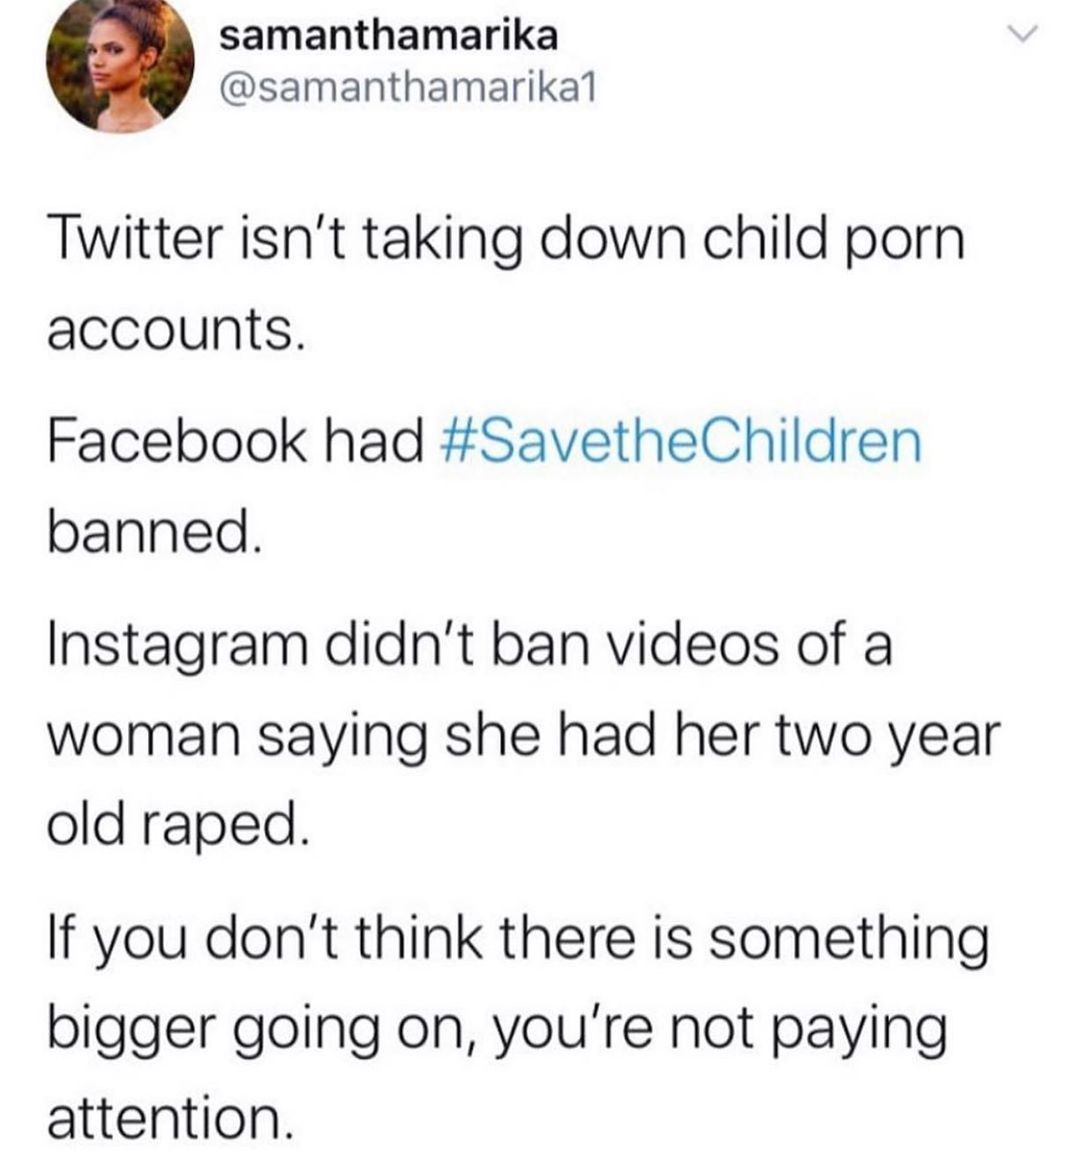 samanthamarika
@samanthamarika1
Twitter isn't taking down child porn
accounts.
Facebook had #SavetheChildren
banned.
Instagram didn't ban videos of a
woman saying she had her two year
old raped.
If you don't think there is something
bigger going on, you're not paying
attention.